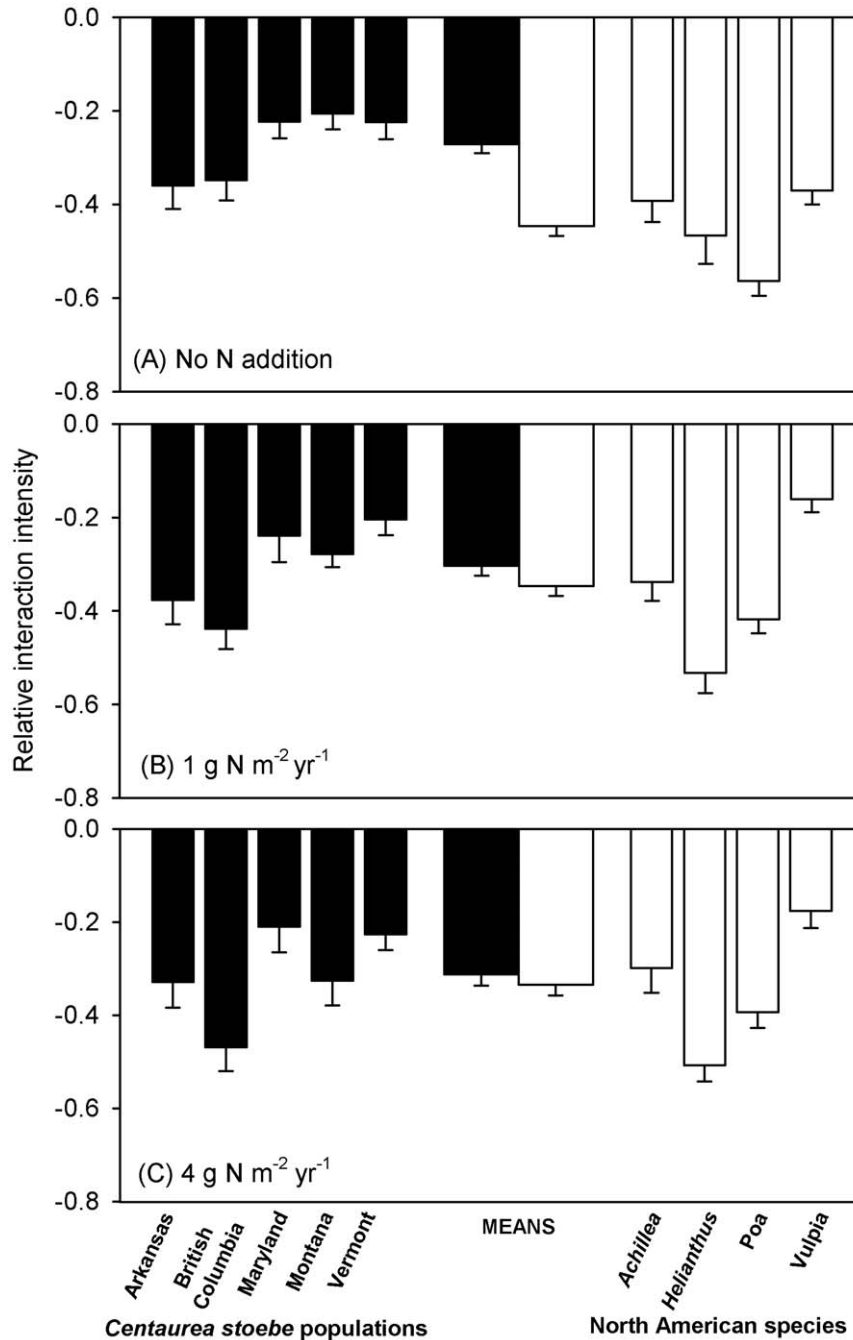 Relative interaction intensity
0.0
-0.2
-0.4
-0.6
-0.8
(A) No N addition
0.0
-0.2
-0.4
-0.6
-0.8
(B) 1 g N m⁻² yr⁻¹
0.0
-0.2
-0.4
-0.6
-0.8
(C) 4 g N m⁻² yr⁻¹
Arkansas
British
Columbia
Maryland
Montana
Vermont
MEANS
Achillea
Helianthus
Poa
Vulpia
Centaurea stoebe populations
North American species